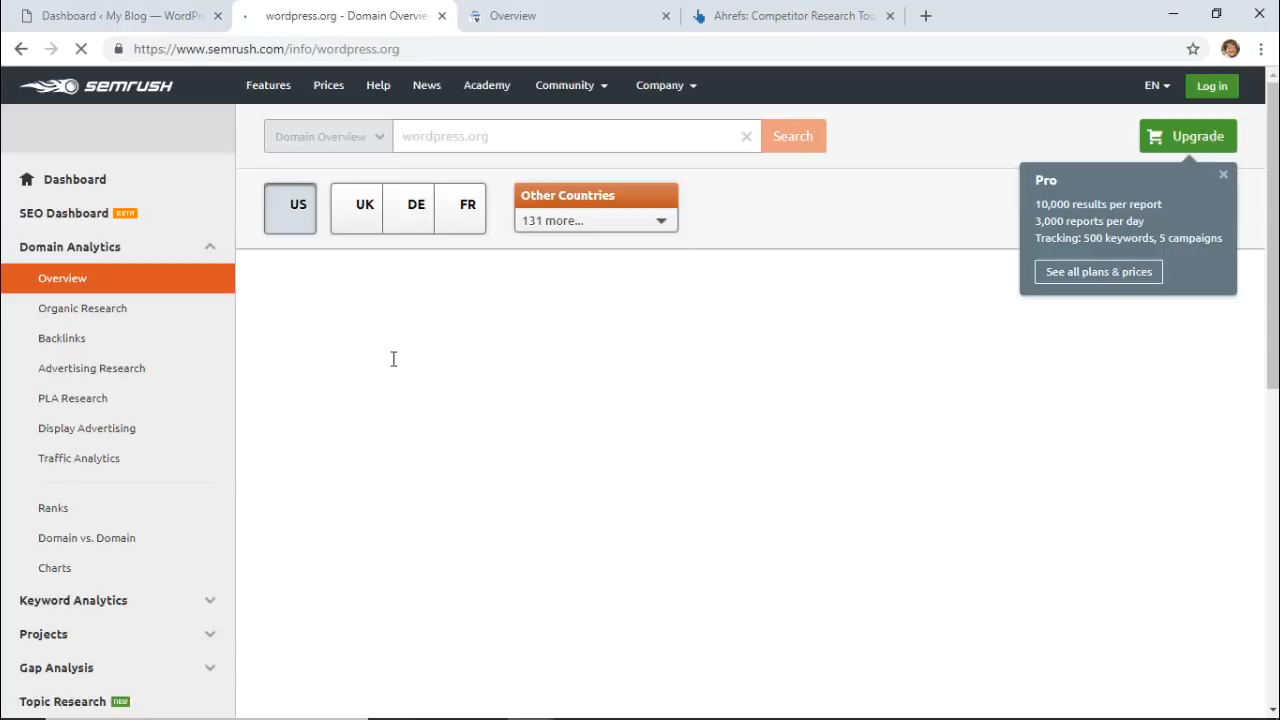 Dashboard ‹ My Blog — WordPr
wordpress.org - Domain Overvie
Overview
Ahrefs: Competitor Research Too
https://www.semrush.com/info/wordpress.org
SEMRUSH
Features
Prices
Help
News
Academy
Community
Company
EN
Log in
Domain Overview
wordpress.org
Search
Upgrade
Pro
10,000 results per report
3,000 reports per day
Tracking: 500 keywords, 5 campaigns
See all plans & prices
US
UK
DE
FR
Other Countries
131 more...
Dashboard
SEO Dashboard BETA
Domain Analytics
Overview
Organic Research
Backlinks
Advertising Research
PLA Research
Display Advertising
Traffic Analytics
Ranks
Domain vs. Domain
Charts
Keyword Analytics
Projects
Gap Analysis
Topic Research NEW